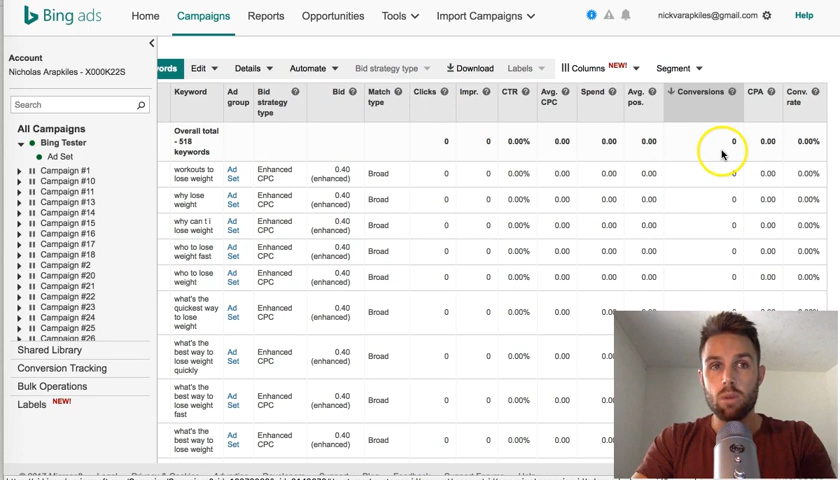 Bing ads
Home
Campaigns
Reports
Opportunities
Tools
Import Campaigns
nickvarapkiles@gmail.com
Help
Account
Nicholas Arapkiles - X000K22S
Search
All Campaigns
Bing Tester
Ad Set
Campaign #1
Campaign #10
Campaign #11
Campaign #13
Campaign #14
Campaign #15
Campaign #16
Campaign #17
Campaign #18
Campaign #2
Campaign #20
Campaign #21
Campaign #22
Campaign #23
Campaign #24
Campaign #25
Campaign #26
Shared Library
Conversion Tracking
Bulk Operations
Labels NEW!
ords Edit Details Automate Bid strategy type Download Labels Columns NEW! Segment
Keyword Ad group Bid strategy type Bid Match type Clicks Impr. CTR Avg. CPC Spend Avg. pos. Conversions CPA Conv. rate
Overall total - 518 keywords 0 0 0.00% 0.00 0.00 0.00 0 0.00 0.00%
workouts to lose weight Ad Set Enhanced CPC 0.40 (enhanced) Broad 0 0 0.00% 0.00 0.00 0.00 0 0.00 0.00%
why lose weight Ad Set Enhanced CPC 0.40 (enhanced) Broad 0 0 0.00% 0.00 0.00 0.00 0 0.00 0.00%
why can t i lose weight Ad Set Enhanced CPC 0.40 (enhanced) Broad 0 0 0.00% 0.00 0.00 0.00 0 0.00 0.00%
who to lose weight fast Ad Set Enhanced CPC 0.40 (enhanced) Broad 0 0 0.00% 0.00 0.00 0.00 0 0.00 0.00%
who to lose weight Ad Set Enhanced CPC 0.40 (enhanced) Broad 0 0 0.00% 0.00 0.00 0.00 0 0.00 0.00%
what's the quickest way to lose weight Ad Set Enhanced CPC 0.40 (enhanced) Broad 0 0 0.00% 0.00 0.00
what's the best way to lose weight quickly Ad Set Enhanced CPC 0.40 (enhanced) Broad 0 0 0.00% 0.00 0.00
what's the best way to lose weight fast Ad Set Enhanced CPC 0.40 (enhanced) Broad 0 0 0.00% 0.00 0.00
what's the best way to lose weight Ad Set Enhanced CPC 0.40 (enhanced) Broad 0 0 0.00% 0.00 0.00